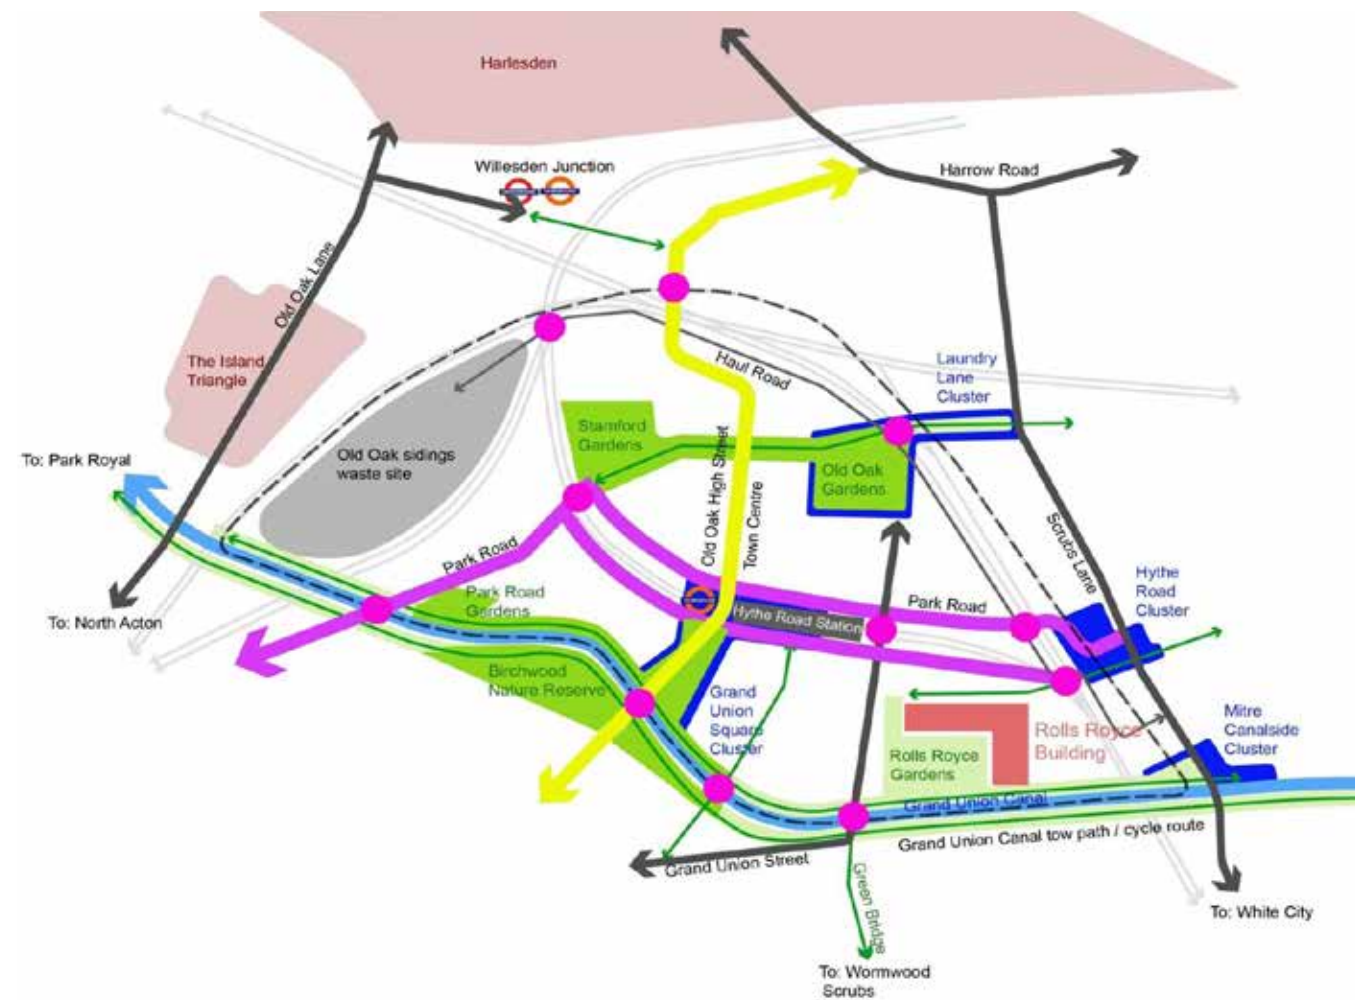 Harlesden
Willesden Junction
Harrow Road
Old Oak Lane
The Island
Triangle
Haul Road
Laundry
Lane
Cluster
Stamford
Gardens
Old Oak sidings
waste site
To: Park Royal
Old Oak High Street
Town Centre
Old Oak
Gardens
Scrubs Lane
Park Road
Park Road
Gardens
Hythe
Road
Cluster
Park Road
Hythe Road Station
To: North Acton
Birchwood
Nature Reserve
Grand
Union
Square
Cluster
Rolls Royce
Building
Mitre
Canalside
Cluster
Rolls Royce
Gardens
Grand Union Canal
Grand Union Canal tow path / cycle route
Grand Union Street
Green Bridge
To: White City
To: Wormwood
Scrubs